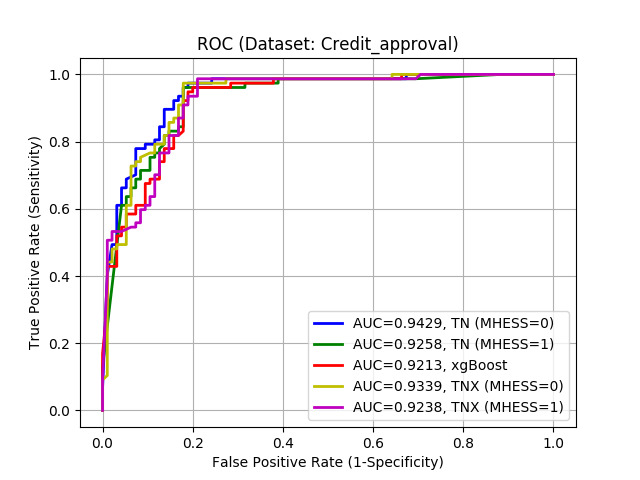 ROC (Dataset: Credit_approval)
True Positive Rate (Sensitivity)
1.0
0.8
0.6
0.4
0.2
0.0
AUC=0.9429, TN (MHESS=0)
AUC=0.9258, TN (MHESS=1)
AUC=0.9213, xgBoost
AUC=0.9339, TNX (MHESS=0)
AUC=0.9238, TNX (MHESS=1)
0.0 0.2 0.4 0.6 0.8 1.0
False Positive Rate (1-Specificity)